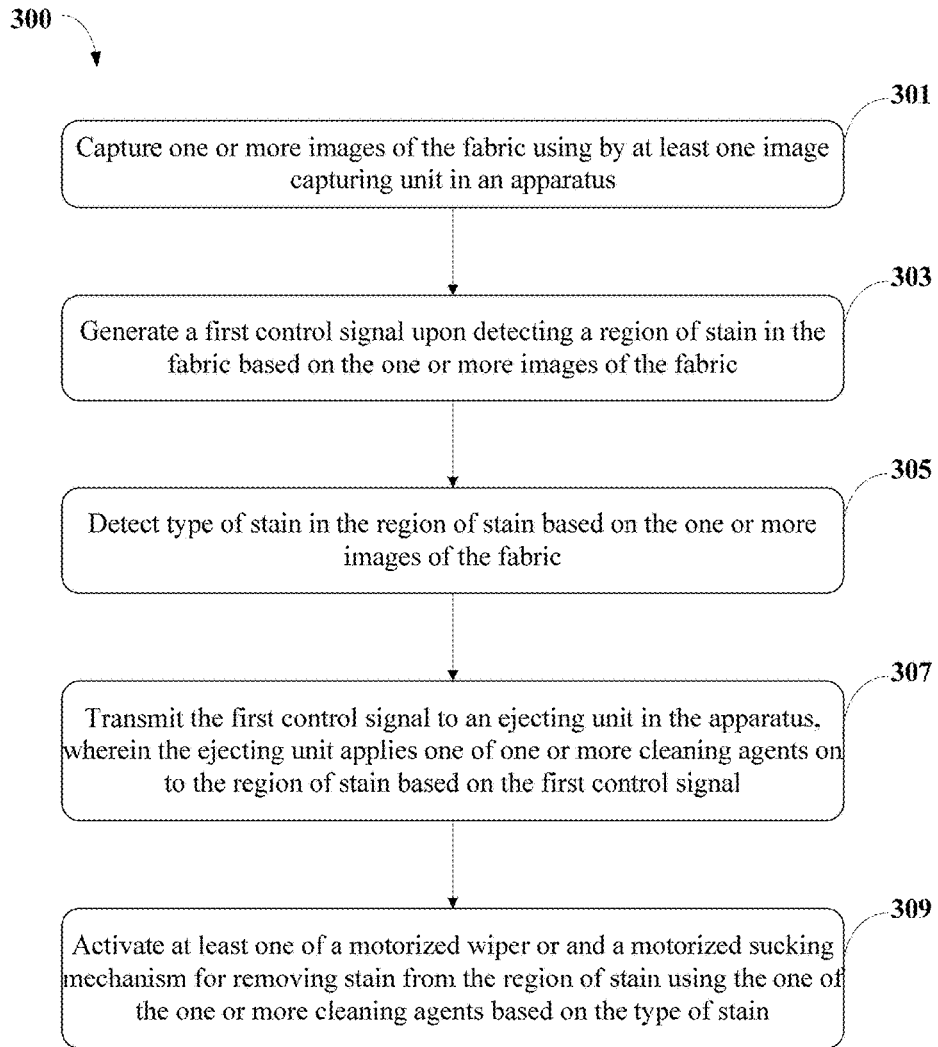 300
301
Capture one or more images of the fabric using by at least one image
capturing unit in an apparatus
303
Generate a first control signal upon detecting a region of stain in the
fabric based on the one or more images of the fabric
305
Detect type of stain in the region of stain based on the one or more
images of the fabric
307
Transmit the first control signal to an ejecting unit in the apparatus,
wherein the ejecting unit applies one of one or more cleaning agents on
to the region of stain based on the first control signal
309
Activate at least one of a motorized wiper or and a motorized sucking
mechanism for removing stain from the region of stain using the one of
the one or more cleaning agents based on the type of stain